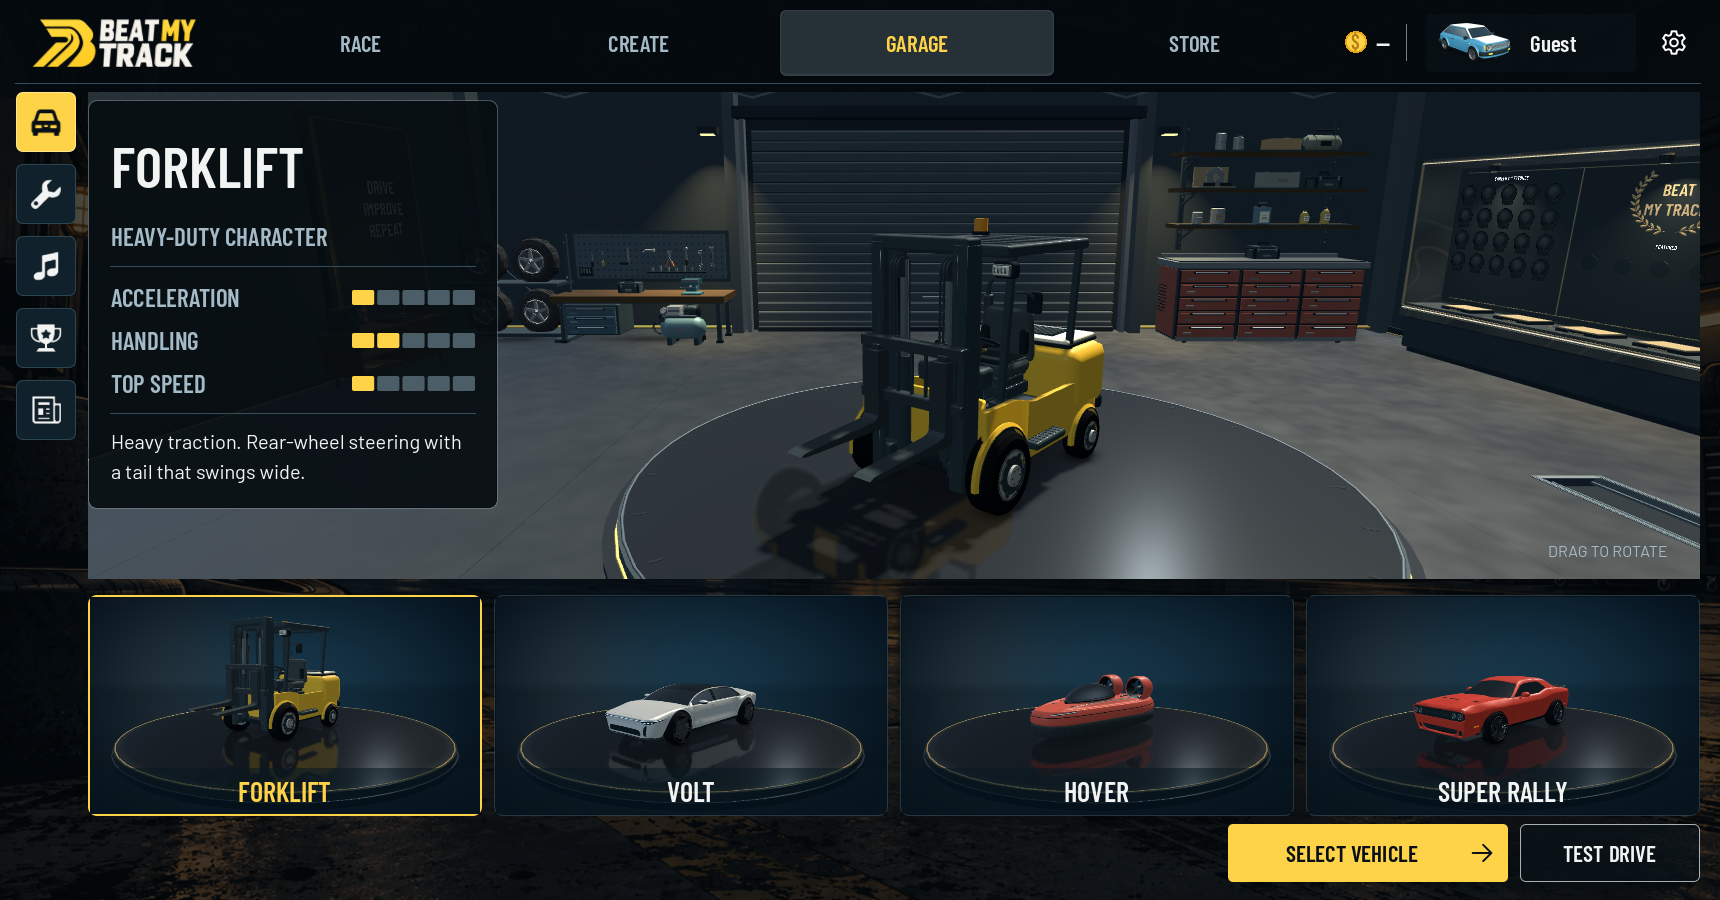 BEAT MY
TRACK
RACE
CREATE
GARAGE
STORE
Guest
FORKLIFT
DRIVE
IMPROVE
REPEAT
HEAVY-DUTY CHARACTER
ACCELERATION
HANDLING
TOP SPEED
Heavy traction. Rear-wheel steering with
a tail that swings wide.
BEAT
MY TRAC
DRAG TO ROTATE
FORKLIFT
VOLT
HOVER
SUPER RALLY
SELECT VEHICLE
TEST DRIVE